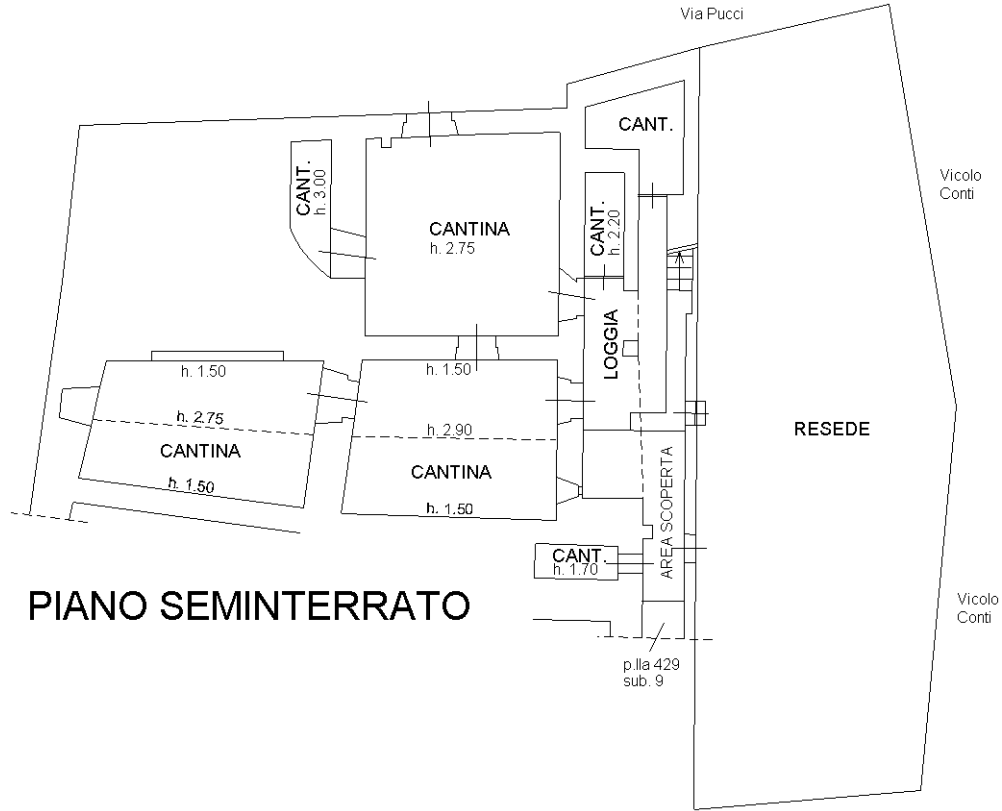 Via Pucci
CANT.
Vicolo
Conti
CANT.
h. 3.00
CANT.
h. 2.20
CANTINA
h. 2.75
LOGGIA
h. 1.50
h. 1.50
h. 2.75
h. 2.90
RESEDE
CANTINA
CANTINA
h. 1.50
h. 1.50
AREA SCOPERTA
CANT.
h. 1.70
PIANO SEMINTERRATO
Vicolo
Conti
p.lla 429
sub. 9